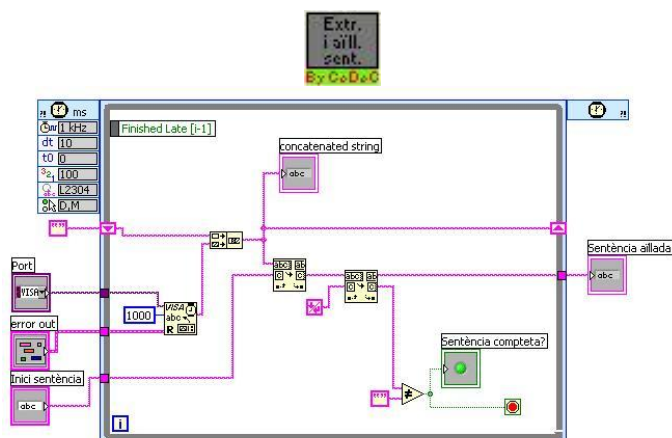 Extr.
i aïll.
sent.
By CeDeC
ms
1 kHz
dt 10
t0 0
100
L2304
D,M
Finished Late [i-1]
concatenated string
abc
""
Sentència aïllada
abc
Port
VISA
1000
VISA
abc
R
error out
Inici sentència
abc
Sentència completa?
""
≠
i